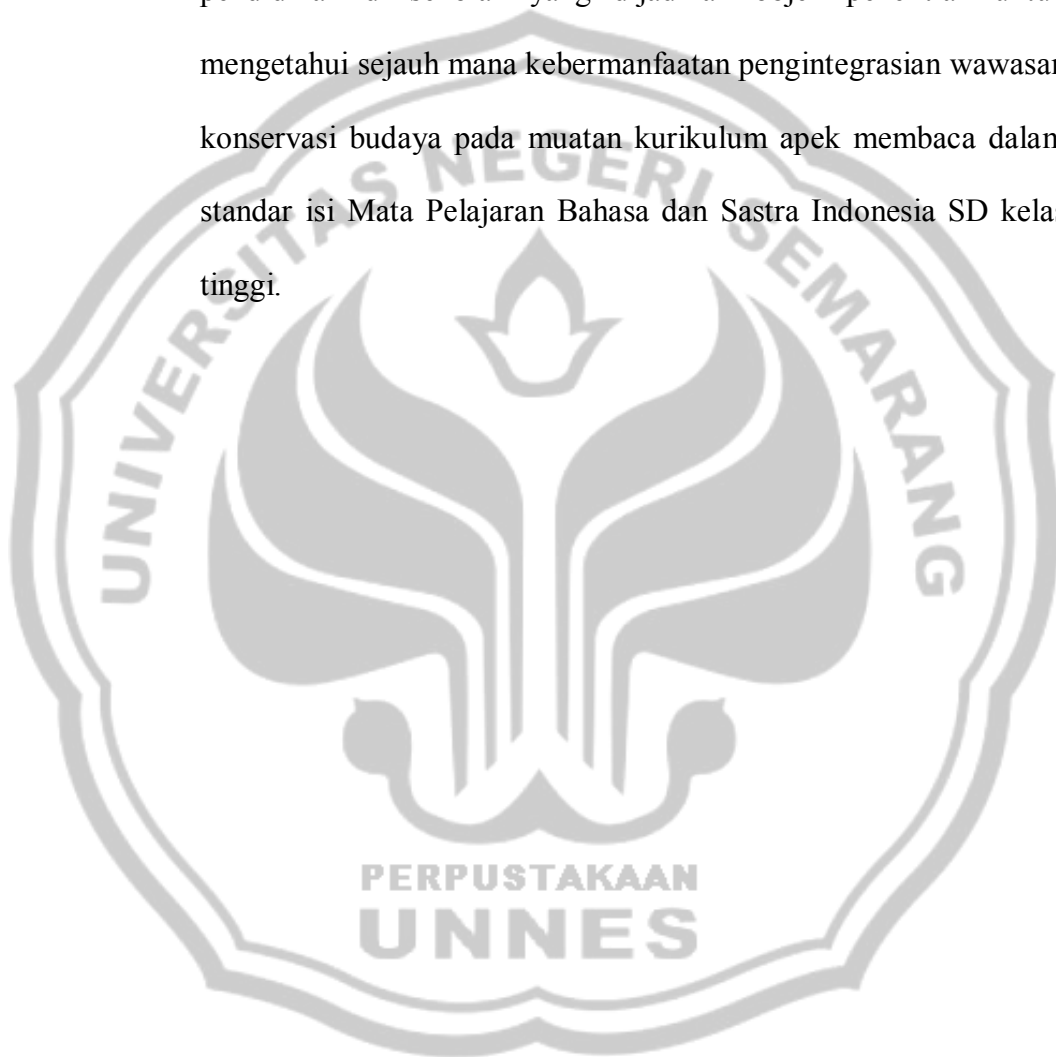 mengetahui sejauh mana kebermanfaatan pengintegrasian wawasan
konservasi budaya pada muatan kurikulum apek membaca dalam
standar isi Mata Pelajaran Bahasa dan Sastra Indonesia SD kelas
tinggi.
UNIVERSITAS NEGERI SEMARANG
PERPUSTAKAAN
UNNES